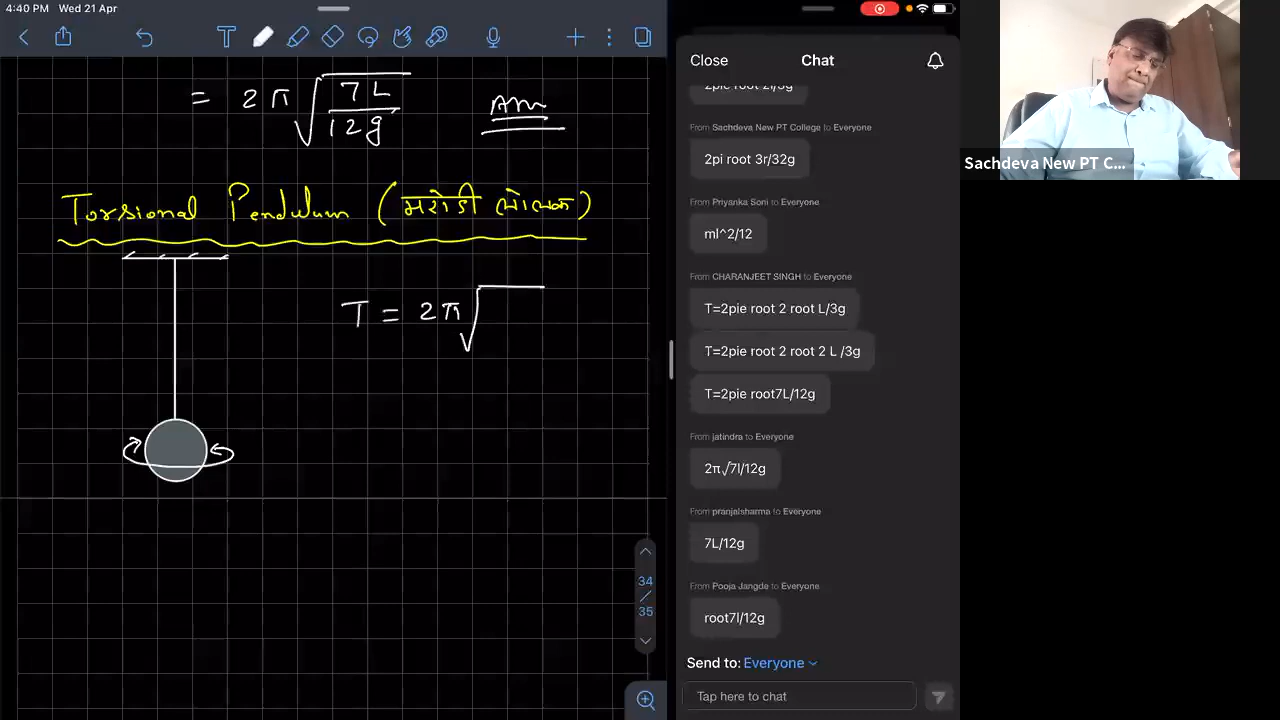 4:40 PM Wed 21 Apr
= 2π √7L/12g Ans
Torsional Pendulum (मरोडी दोलक)
T = 2π√
34
/
35
Close Chat
2pie root 2l/3g
From Sachdeva New PT College to Everyone
2pi root 3r/32g
From Priyanka Soni to Everyone
ml^2/12
From CHARANJEET SINGH to Everyone
T=2pie root 2 root L/3g
T=2pie root 2 root 2 L /3g
T=2pie root7L/12g
From jatindra to Everyone
2π√7l/12g
From pranjalsharma to Everyone
7L/12g
From Pooja Jangde to Everyone
root7l/12g
Send to: Everyone
Tap here to chat
Sachdeva New PT C...